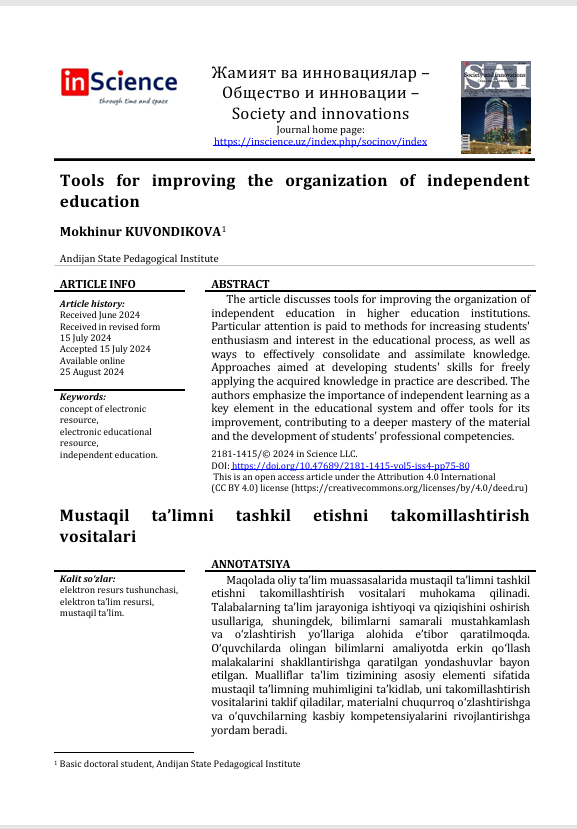 inScience
through time and space
Жамият ва инновациялар –
Общество и инновации –
Society and innovations
Journal home page:
https://inscience.uz/index.php/socinov/index
SAI
Society and innovations
Tools for improving the organization of independent
education
Mokhinur KUVONDIKOVA¹
Andijan State Pedagogical Institute
ARTICLE INFO
Article history:
Received June 2024
Received in revised form
15 July 2024
Accepted 15 July 2024
Available online
25 August 2024
Keywords:
concept of electronic
resource,
electronic educational
resource,
independent education.
ABSTRACT
The article discusses tools for improving the organization of
independent education in higher education institutions.
Particular attention is paid to methods for increasing students'
enthusiasm and interest in the educational process, as well as
ways to effectively consolidate and assimilate knowledge.
Approaches aimed at developing students' skills for freely
applying the acquired knowledge in practice are described. The
authors emphasize the importance of independent learning as a
key element in the educational system and offer tools for its
improvement, contributing to a deeper mastery of the material
and the development of students' professional competencies.
2181-1415/© 2024 in Science LLC.
DOI: https://doi.org/10.47689/2181-1415-vol5-iss4-pp75-80
This is an open access article under the Attribution 4.0 International
(CC BY 4.0) license (https://creativecommons.org/licenses/by/4.0/deed.ru)
Mustaqil ta'limni tashkil etishni takomillashtirish
vositalari
Kalit so'zlar:
elektron resurs tushunchasi,
elektron ta'lim resursi,
mustaqil ta'lim.
ANNOTATSIYA
Maqolada oliy ta'lim muassasalarida mustaqil ta'limni tashkil
etishni takomillashtirish vositalari muhokama qilinadi.
Talabalarning ta'lim jarayoniga ishtiyoqi va qiziqishini oshirish
usullariga, shuningdek, bilimlarni samarali mustahkamlash
va o'zlashtirish yo'llariga alohida e'tibor qaratilmoqda.
O'quvchilarda olingan bilimlarni amaliyotda erkin qo'llash
malakalarini shakllantirishga qaratilgan yondashuvlar bayon
etilgan. Mualliflar ta'lim tizimining asosiy elementi sifatida
mustaqil ta'limning muhimligini ta'kidlab, uni takomillashtirish
vositalarini taklif qiladilar, materialni chuqurroq o'zlashtirishga
va o'quvchilarning kasbiy kompetensiyalarini rivojlantirishga
yordam beradi.
¹ Basic doctoral student, Andijan State Pedagogical Institute